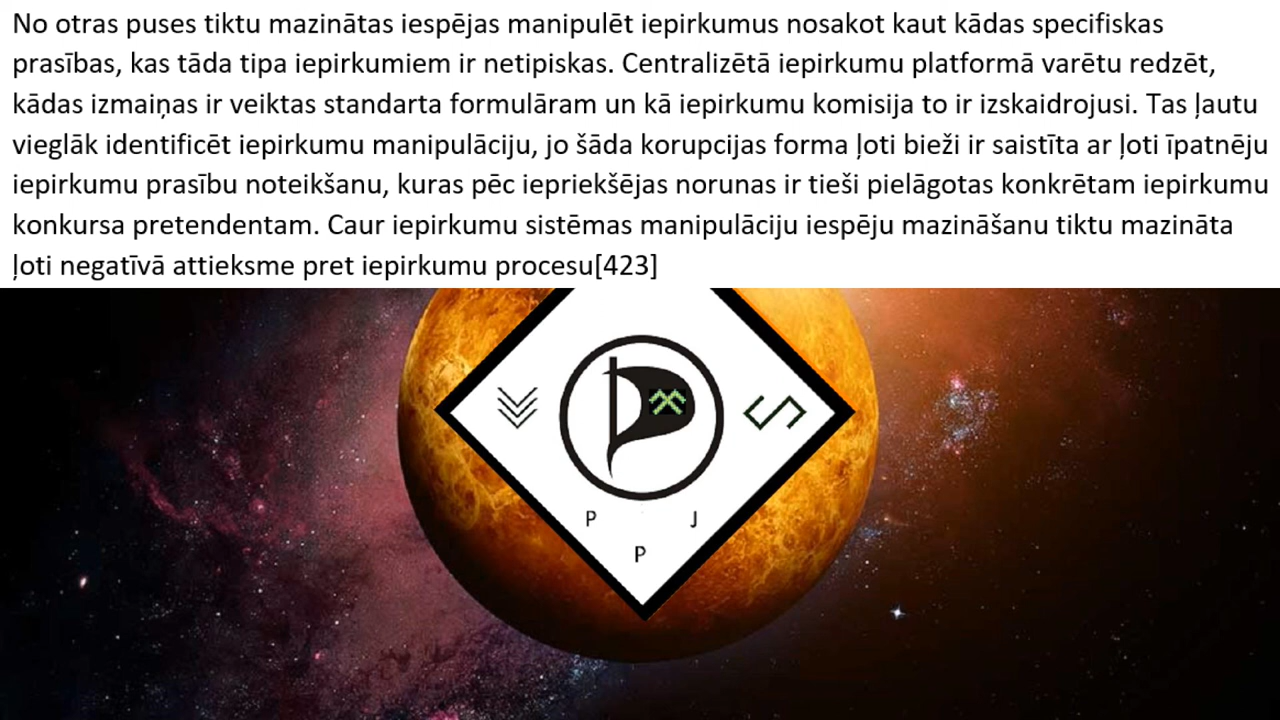 No otras puses tiktu mazinātas iespējas manipulēt iepirkumus nosakot kaut kādas specifiskas
prasības, kas tāda tipa iepirkumiem ir netipiskas. Centralizētā iepirkumu platformā varētu redzēt,
kādas izmaiņas ir veiktas standarta formulāram un kā iepirkumu komisija to ir izskaidrojusi. Tas ļautu
vieglāk identificēt iepirkumu manipulāciju, jo šāda korupcijas forma ļoti bieži ir saistīta ar ļoti īpatnēju
iepirkumu prasību noteikšanu, kuras pēc iepriekšējas norunas ir tieši pielāgotas konkrētam iepirkumu
konkursa pretendentam. Caur iepirkumu sistēmas manipulāciju iespēju mazināšanu tiktu mazināta
ļoti negatīvā attieksme pret iepirkumu procesu[423]
P J
P